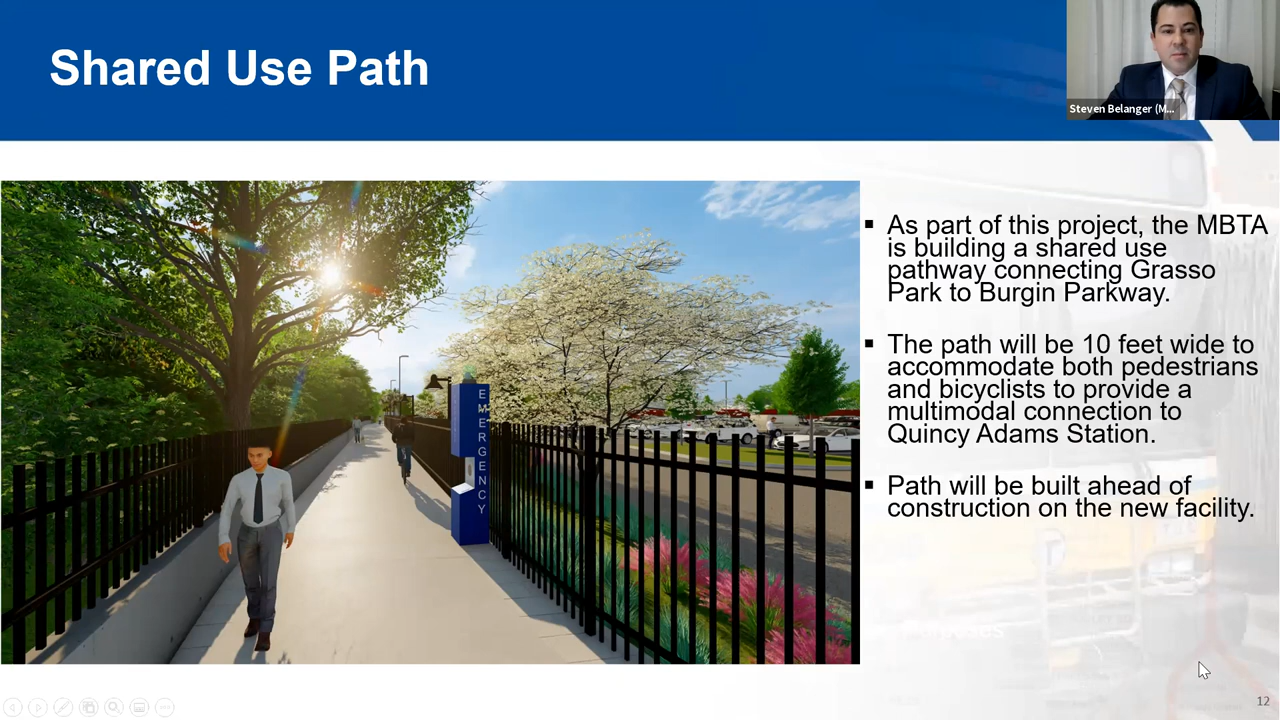 Shared Use Path
Steven Belanger (M...
▪ As part of this project, the MBTA
is building a shared use
pathway connecting Grasso
Park to Burgin Parkway.
▪ The path will be 10 feet wide to
accommodate both pedestrians
and bicyclists to provide a
multimodal connection to
Quincy Adams Station.
▪ Path will be built ahead of
construction on the new facility.
EMERGENCY
12